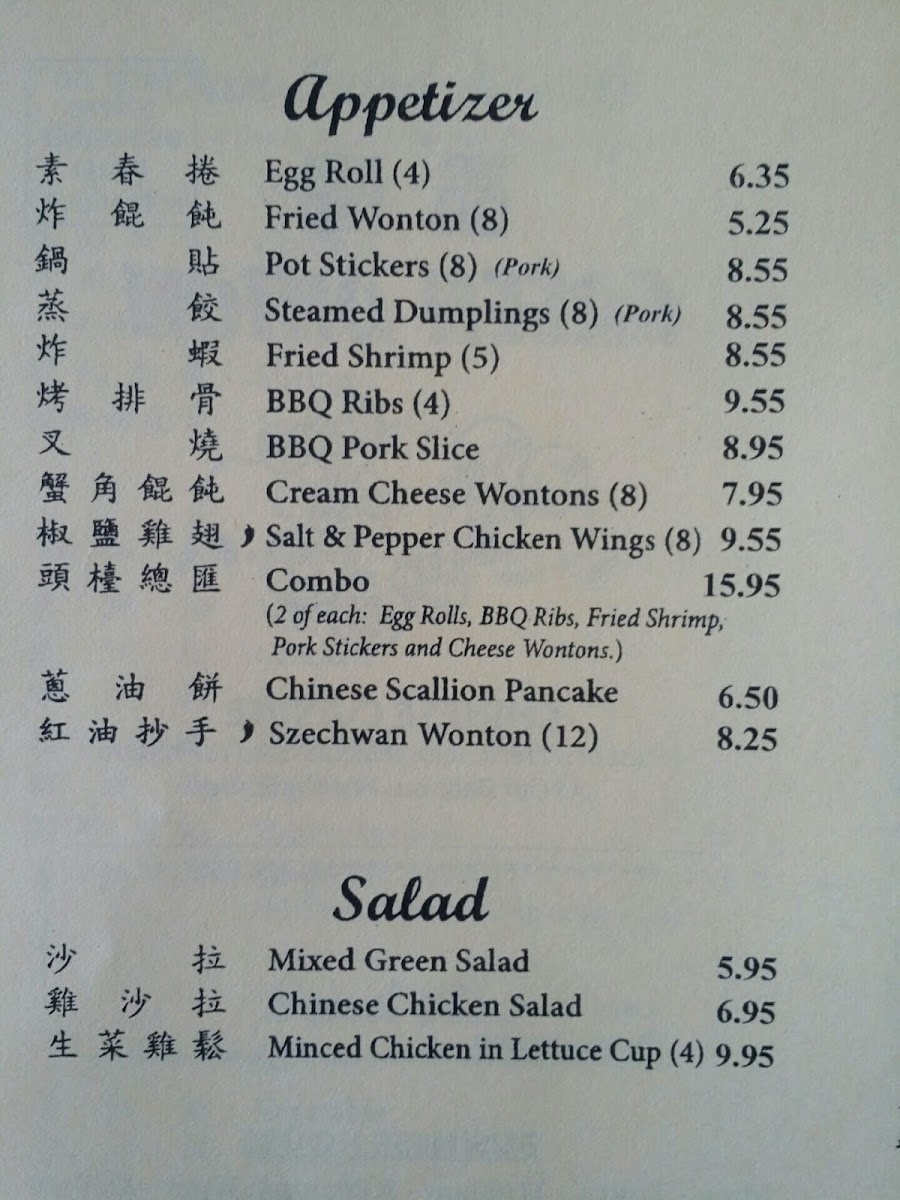 Appetizer
素春捲 Egg Roll (4) 6.35
炸餛飩 Fried Wonton (8) 5.25
鍋貼 Pot Stickers (8) (Pork) 8.55
蒸餃 Steamed Dumplings (8) (Pork) 8.55
炸蝦 Fried Shrimp (5) 8.55
烤排骨 BBQ Ribs (4) 9.55
叉燒 BBQ Pork Slice 8.95
蟹角餛飩 Cream Cheese Wontons (8) 7.95
椒鹽雞翅 Salt & Pepper Chicken Wings (8) 9.55
頭檯總匯 Combo 15.95
(2 of each: Egg Rolls, BBQ Ribs, Fried Shrimp,
Pork Stickers and Cheese Wontons.)
蔥油餅 Chinese Scallion Pancake 6.50
紅油抄手 Szechwan Wonton (12) 8.25
Salad
沙拉 Mixed Green Salad 5.95
雞沙拉 Chinese Chicken Salad 6.95
生菜雞鬆 Minced Chicken in Lettuce Cup (4) 9.95